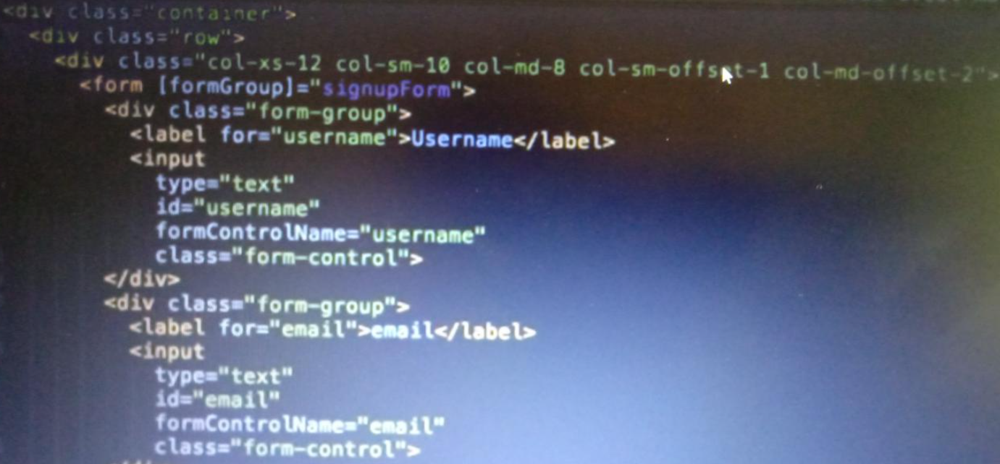 <div class="container">
<div class="row">
<div class="col-xs-12 col-sm-10 col-md-8 col-sm-offset-1 col-md-offset-2">
<form [formGroup]="signupForm">
<div class="form-group">
<label for="username">Username</label>
<input
type="text"
id="username"
formControlName="username"
class="form-control">
</div>
<div class="form-group">
<label for="email">email</label>
<input
type="text"
id="email"
formControlName="email"
class="form-control">